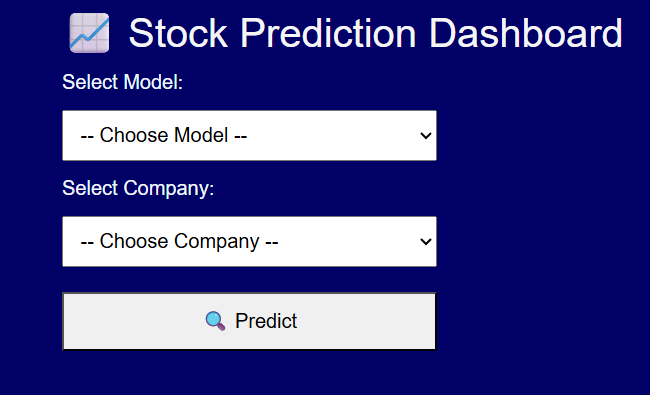 Stock Prediction Dashboard
Select Model:
-- Choose Model --
Select Company:
-- Choose Company --
Predict